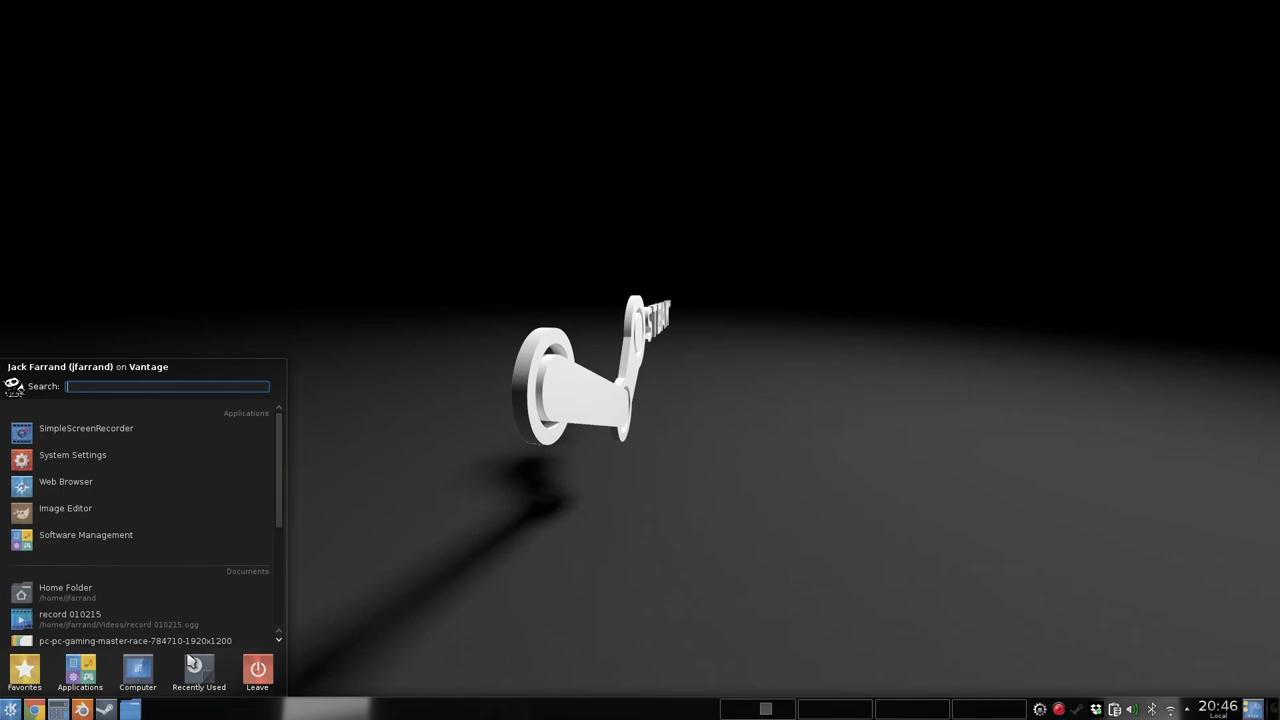 STEAM
Jack Farrand (jfarrand) on Vantage
Search:
Applications
SimpleScreenRecorder
System Settings
Web Browser
Image Editor
Software Management
Documents
Home Folder
/home/jfarrand
record 010215
/home/jfarrand/Videos/record 010215.ogg
pc-pc-gaming-master-race-784710-1920x1200
Favorites
Applications
Computer
Recently Used
Leave
20:46
Local